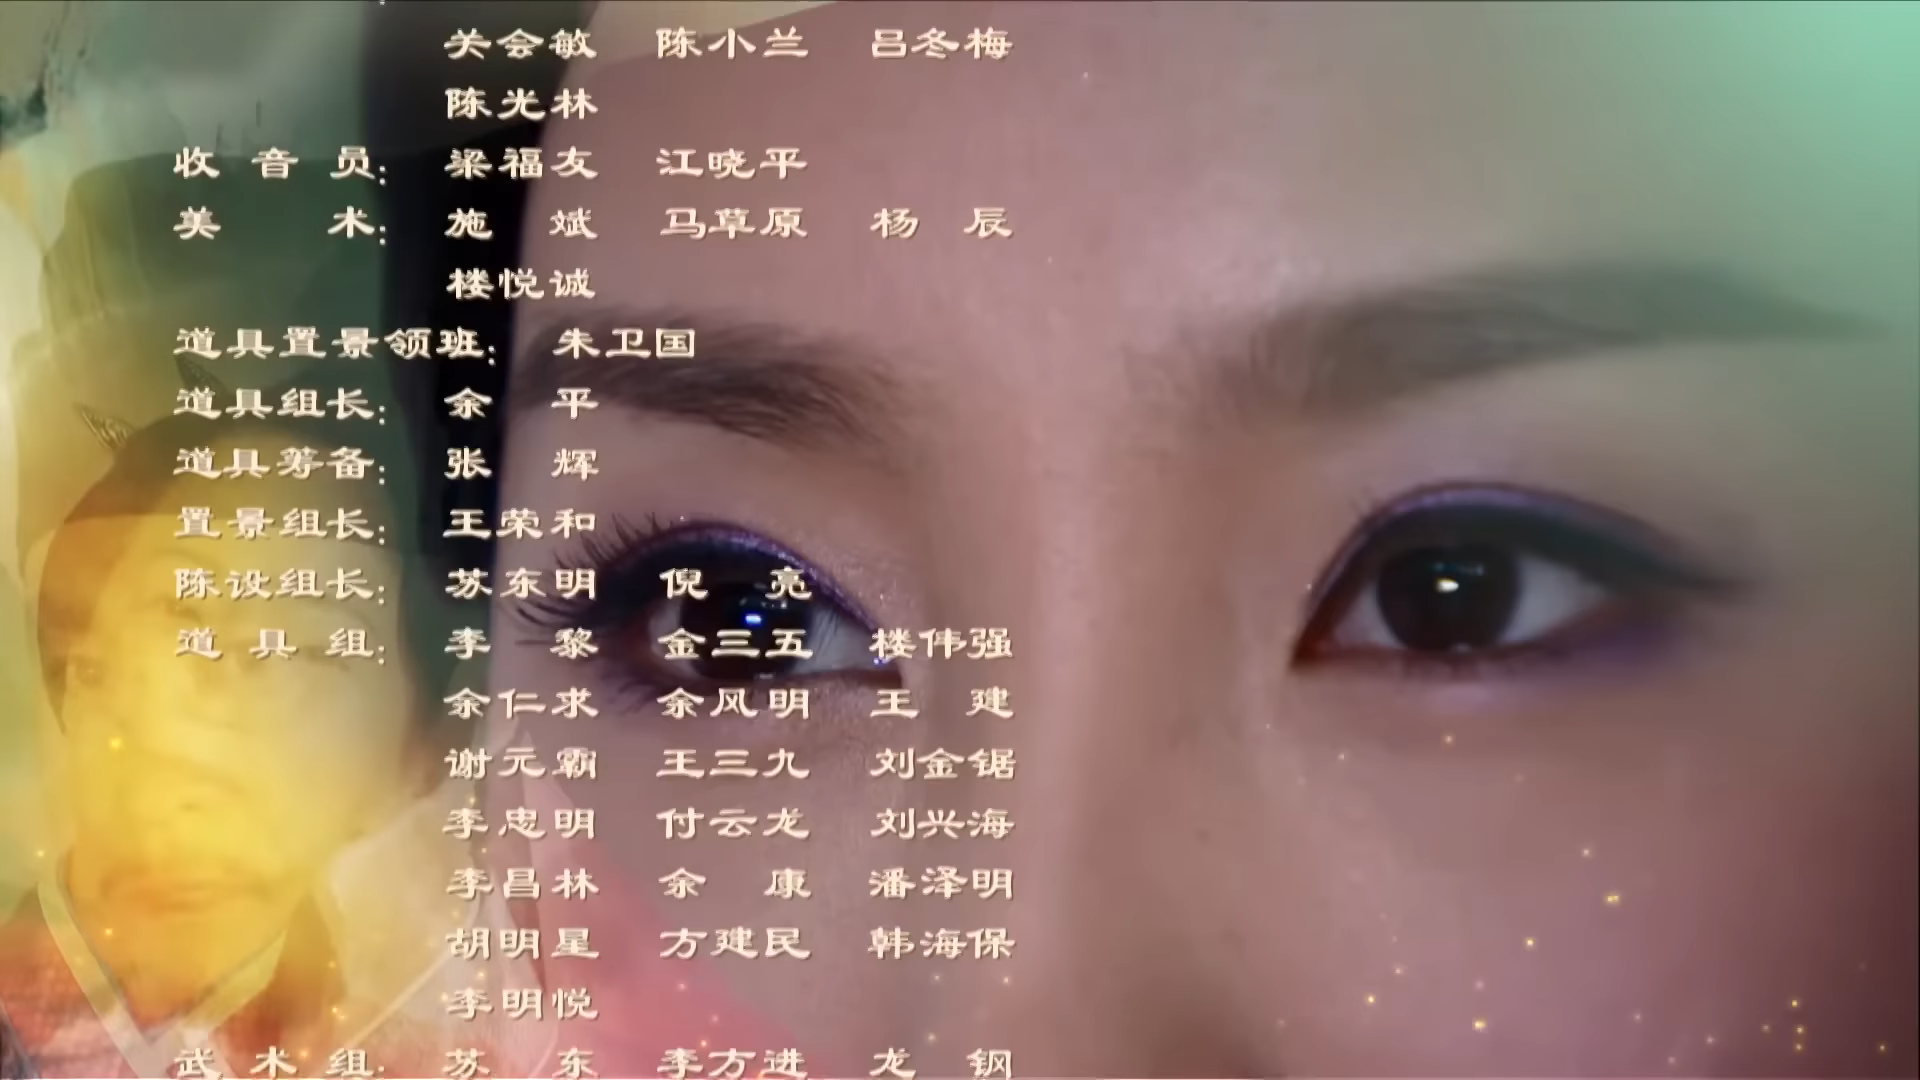 关会敏 陈小兰 吕冬梅
陈光林
收音员: 梁福友 江晓平
美术: 施斌 马草原 杨辰
楼悦诚
道具置景领班: 朱卫国
道具组长: 余平
道具筹备: 张辉
置景组长: 王荣和
陈设组长: 苏东明 倪亮
道具组: 李黎 金三五 楼伟强
余仁求 余风明 王建
谢元霸 王三九 刘金锯
李忠明 付云龙 刘兴海
李昌林 余康 潘泽明
胡明星 方建民 韩海保
李明悦
武术组: 苏东 李方进 龙钢